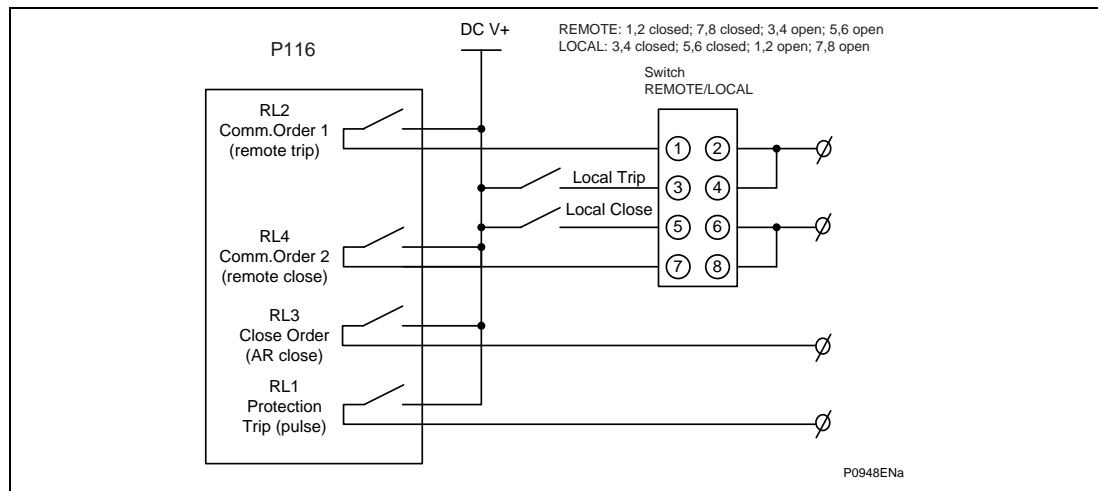 DC V+
REMOTE: 1,2 closed; 7,8 closed; 3,4 open; 5,6 open
LOCAL: 3,4 closed; 5,6 closed; 1,2 open; 7,8 open
P116
Switch
REMOTE/LOCAL
RL2
Comm.Order 1
(remote trip)
1 2
Local Trip
3 4
Local Close
5 6
RL4
Comm.Order 2
(remote close)
7 8
RL3
Close Order
(AR close)
RL1
Protection
Trip (pulse)
P0948ENa